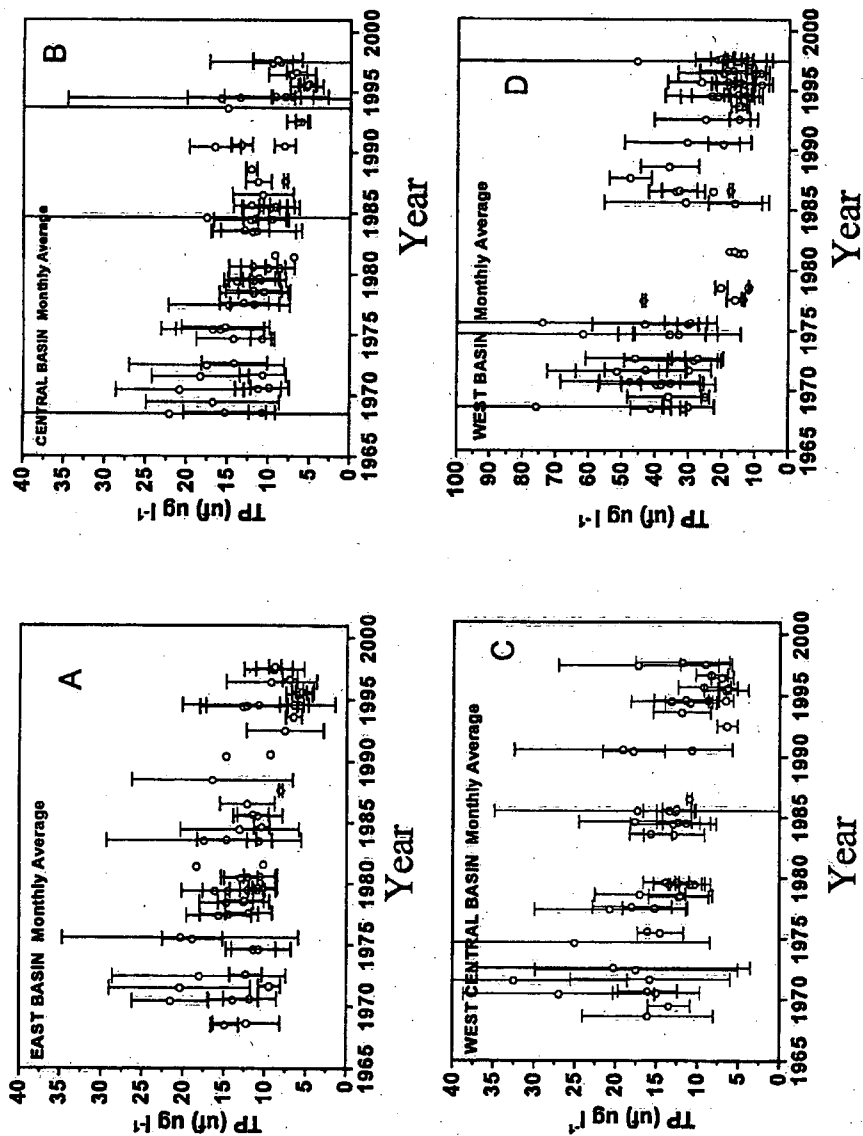 EAST BASIN Monthly Average
A
TP (uf) ug l-1
40 35 30 25 20 15 10 5 0
1965 1970 1975 1980 1985 1990 1995 2000
Year
CENTRAL BASIN Monthly Average
B
TP (uf) ug l-1
40 35 30 25 20 15 10 5 0
1965 1970 1975 1980 1985 1990 1995 2000
Year
WEST CENTRAL BASIN Monthly Average
C
TP (uf) ug l-1
40 35 30 25 20 15 10 5 0
1965 1970 1975 1980 1985 1990 1995 2000
Year
WEST BASIN Monthly Average
D
TP (uf) ug l-1
100 90 80 70 60 50 40 30 20 10 0
1965 1970 1975 1980 1985 1990 1995 2000
Year